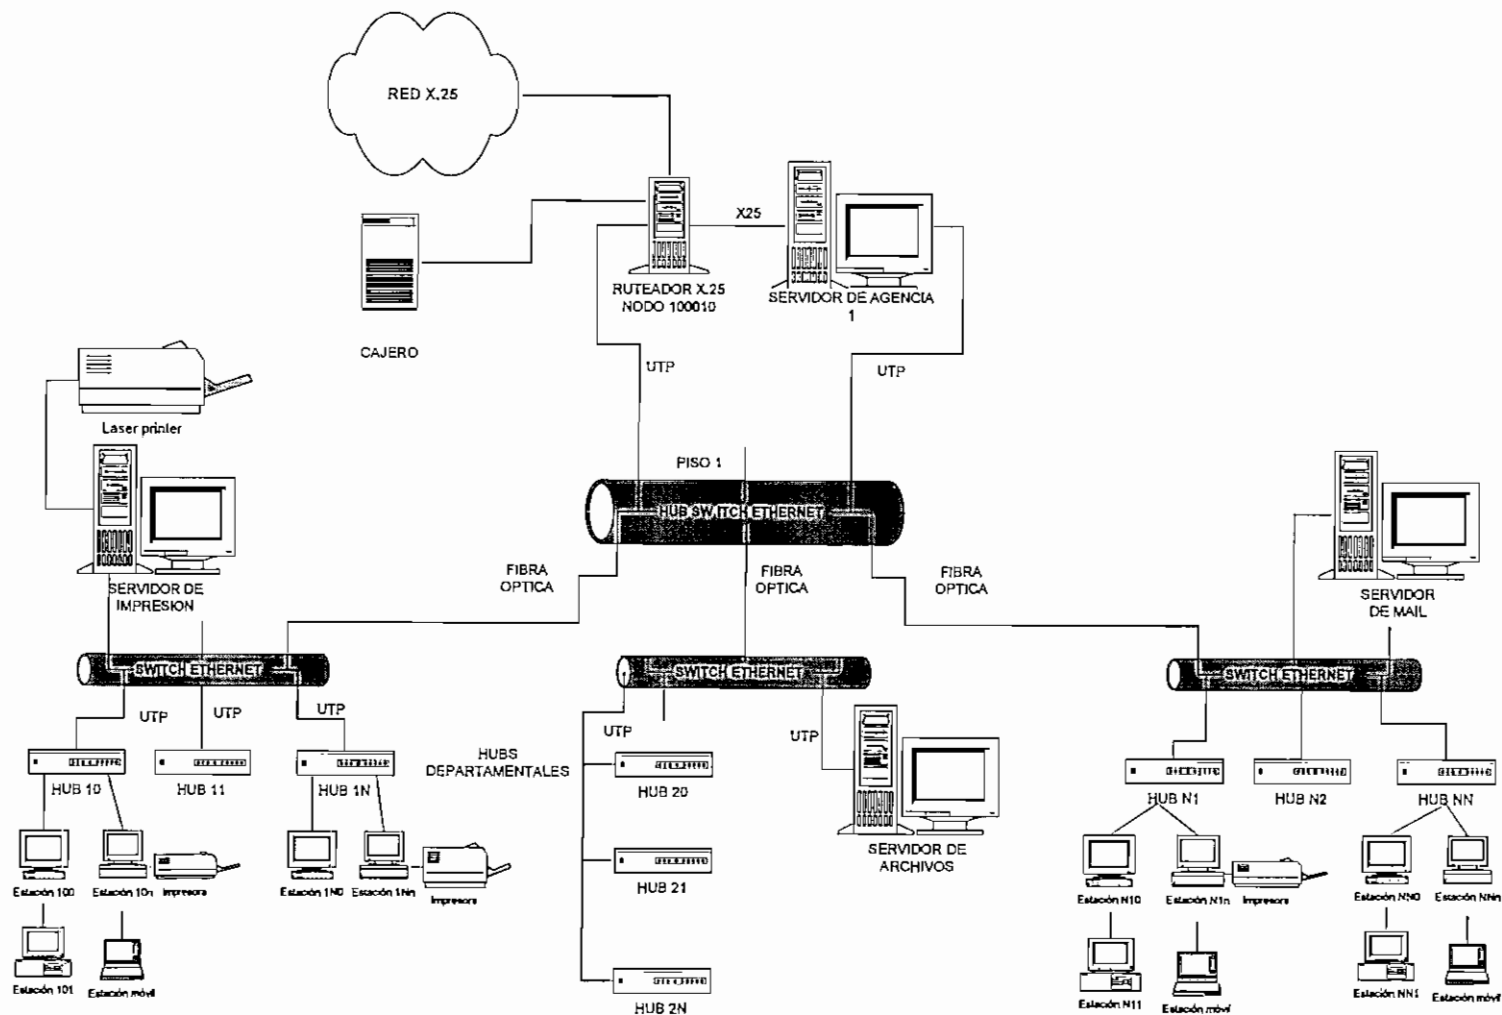 RED X.25
X25
RUTEADOR X.25
NODO 100010
SERVIDOR DE AGENCIA
1
CAJERO
UTP
UTP
Laser printer
PISO 1
HUB SWITCH ETHERNET
SERVIDOR DE
IMPRESION
FIBRA
OPTICA
FIBRA
OPTICA
FIBRA
OPTICA
SERVIDOR
DE MAIL
SWITCH ETHERNET
SWITCH ETHERNET
SWITCH ETHERNET
UTP
UTP
UTP
UTP
UTP
HUBS
DEPARTAMENTALES
HUB 10
HUB 11
HUB 1N
HUB 20
HUB N1
HUB N2
HUB NN
SERVIDOR DE
ARCHIVOS
HUB 21
Estación 100
Estación 10n
Impresora
Estación 1N0
Estación 1Nn
Impresora
Estación N10
Estación N1n
Impresora
Estación NN0
Estación NNn
Estación 101
Estación móvil
HUB 2N
Estación N11
Estación móvil
Estación NN1
Estación móvil